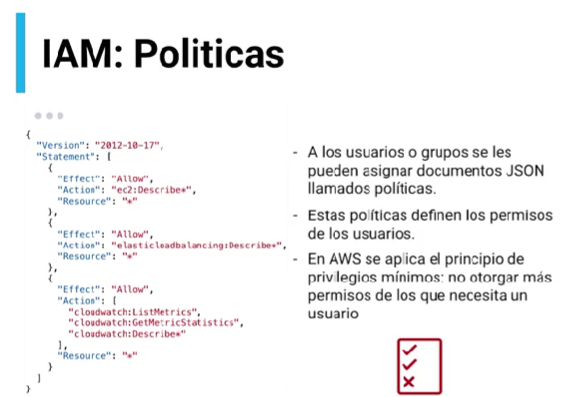 IAM: Politicas
{
"Version": "2012-10-17",
"Statement": [
{
"Effect": "Allow",
"Action": "ec2:Describe*",
"Resource": "*"
},
{
"Effect": "Allow",
"Action": "elasticloadbalancing:Describe*",
"Resource": "*"
},
{
"Effect": "Allow",
"Action": [
"cloudwatch:ListMetrics",
"cloudwatch:GetMetricStatistics",
"cloudwatch:Describe*"
],
"Resource": "*"
}
]
}
- A los usuarios o grupos se les
pueden asignar documentos JSON
llamados políticas.
- Estas políticas definen los permisos
de los usuarios.
- En AWS se aplica el principio de
privilegios mínimos: no otorgar más
permisos de los que necesita un
usuario